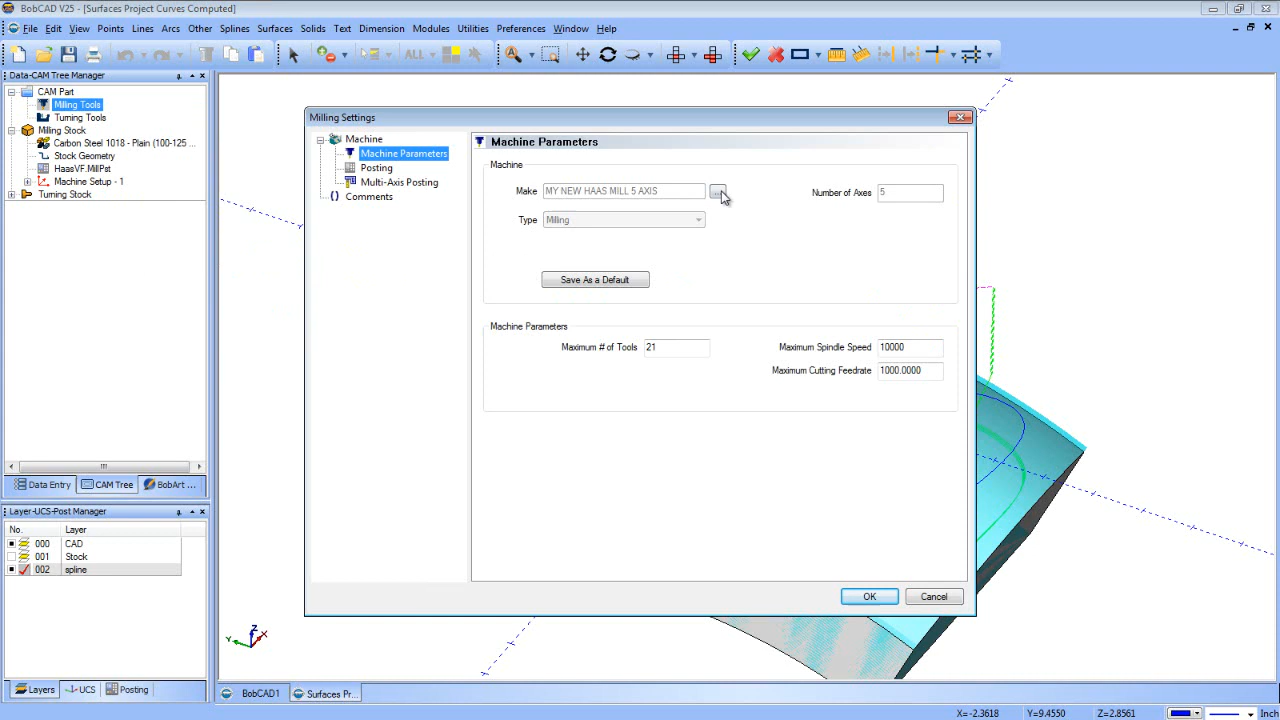 BobCAD V25 - [Surfaces Project Curves Computed]
File Edit View Points Lines Arcs Other Splines Surfaces Solids Text Dimension Modules Utilities Preferences Window Help
ALL
Data-CAM Tree Manager
CAM Part
Milling Tools
Turning Tools
Milling Stock
Carbon Steel 1018 - Plain (100-125 ...
Stock Geometry
HaasVF.MillPst
Machine Setup - 1
Turning Stock
Data Entry CAM Tree BobArt ...
Layer-UCS-Post Manager
No. Layer
000 CAD
001 Stock
002 spline
Layers UCS Posting
Milling Settings
Machine
Machine Parameters
Posting
Multi-Axis Posting
Comments
Machine Parameters
Machine
Make MY NEW HAAS MILL 5 AXIS ... Number of Axes 5
Type Milling
Save As a Default
Machine Parameters
Maximum # of Tools 21 Maximum Spindle Speed 10000
Maximum Cutting Feedrate 1000.0000
OK Cancel
Z
Y X
BobCAD1 Surfaces Pr...
X= -2.3618 Y= 9.4550 Z= 2.8561 Inch